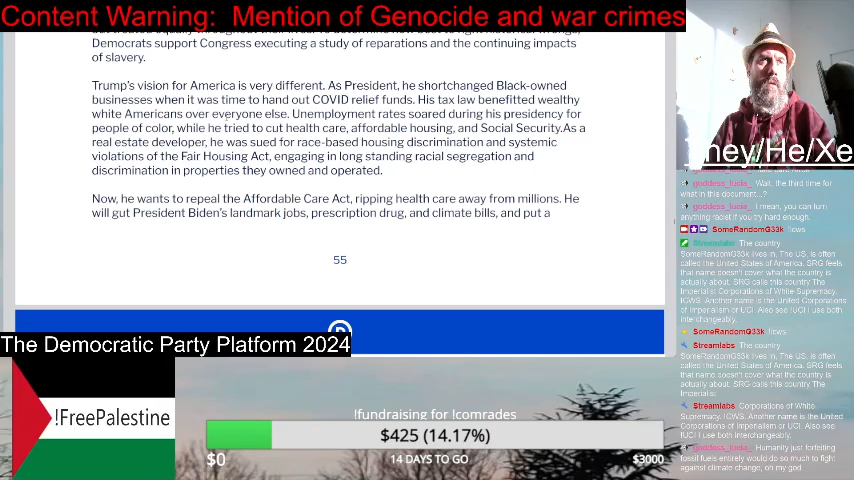 Content Warning: Mention of Genocide and war crimes
Democrats support Congress executing a study of reparations and the continuing impacts
of slavery.
Trump's vision for America is very different. As President, he shortchanged Black-owned
businesses when it was time to hand out COVID relief funds. His tax law benefitted wealthy
white Americans over everyone else. Unemployment rates soared during his presidency for
people of color, while he tried to cut health care, affordable housing, and Social Security.As a
real estate developer, he was sued for race-based housing discrimination and systemic
violations of the Fair Housing Act, engaging in long standing racial segregation and
discrimination in properties they owned and operated.
Now, he wants to repeal the Affordable Care Act, ripping health care away from millions. He
will gut President Biden's landmark jobs, prescription drug, and climate bills, and put a
55
The Democratic Party Platform 2024
!FreePalestine
!fundraising for !comrades
$425 (14.17%)
$0
14 DAYS TO GO
$3000
They/He/Xe
goddess_lucia_ Wait, the third time for
what in this document...?
goddess_lucia_ I mean, you can turn
anything racist if you try hard enough.
SomeRandomG33k flows
Streamlabs The country
SomeRandomG33k lives in, The US, is often
called the United States of America. SRG feels
that name doesn't cover what the country is
actually about. SRG calls this country The
Imperialist Corporations of White Supremacy.
!CWS. Another name is the United Corporations
of Imperialism or UCI. Also see !UCI I use both
interchangeably.
SomeRandomG33k flows
Streamlabs The country
SomeRandomG33k lives in, The US, is often
called the United States of America. SRG feels
that name doesn't cover what the country is
actually about. SRG calls this country The
Imperialis
Streamlabs Corporations of White
Supremacy. !CWS. Another name is the United
Corporations of Imperialism or UCI. Also see
!UCI I use both interchangeably.
goddess_lucia_ Humanity just forfeiting
fossil fuels entirely would do so much to fight
against climate change, oh my god